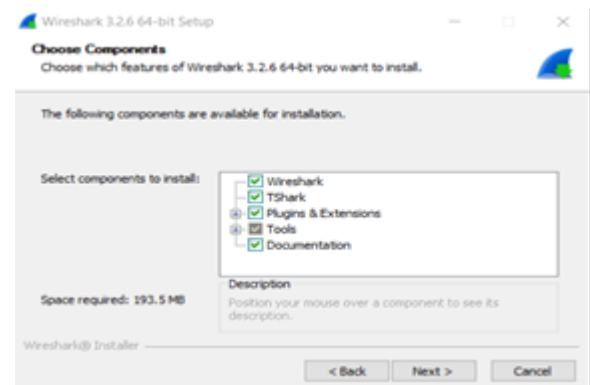 Wireshark 3.2.6 64-bit Setup
Choose Components
Choose which features of Wireshark 3.2.6 64-bit you want to install.
The following components are available for installation.
Select components to install:
Wireshark
TShark
Plugins & Extensions
Tools
Documentation
Space required: 193.5 MB
Description
Position your mouse over a component to see its
description.
Wireshark® Installer
< Back
Next >
Cancel